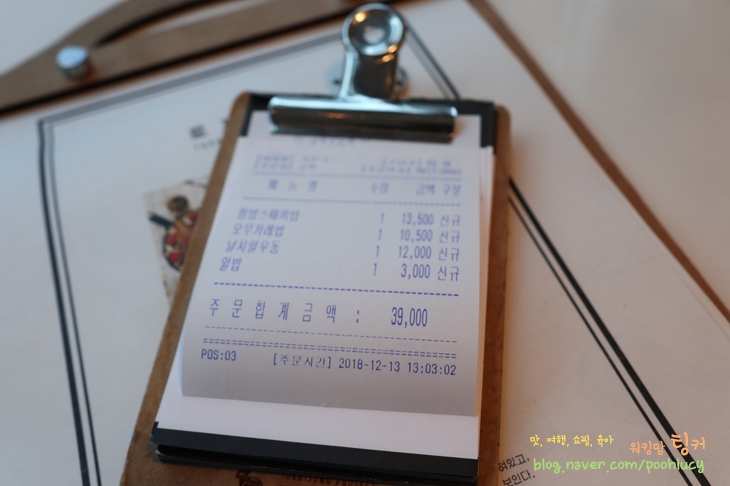 메 뉴 명 수량 금액 구분
찹밥스테끼밥 1 13,500 신규
오무카레밥 1 10,500 신규
날치알우동 1 12,000 신규
알밥 1 3,000 신규
주 문 합 계 금 액 : 39,000
POS:03 [주문시간] 2018-12-13 13:03:02
맛, 여행, 쇼핑, 육아 워킹맘 팅커
blog.naver.com/poohlucy